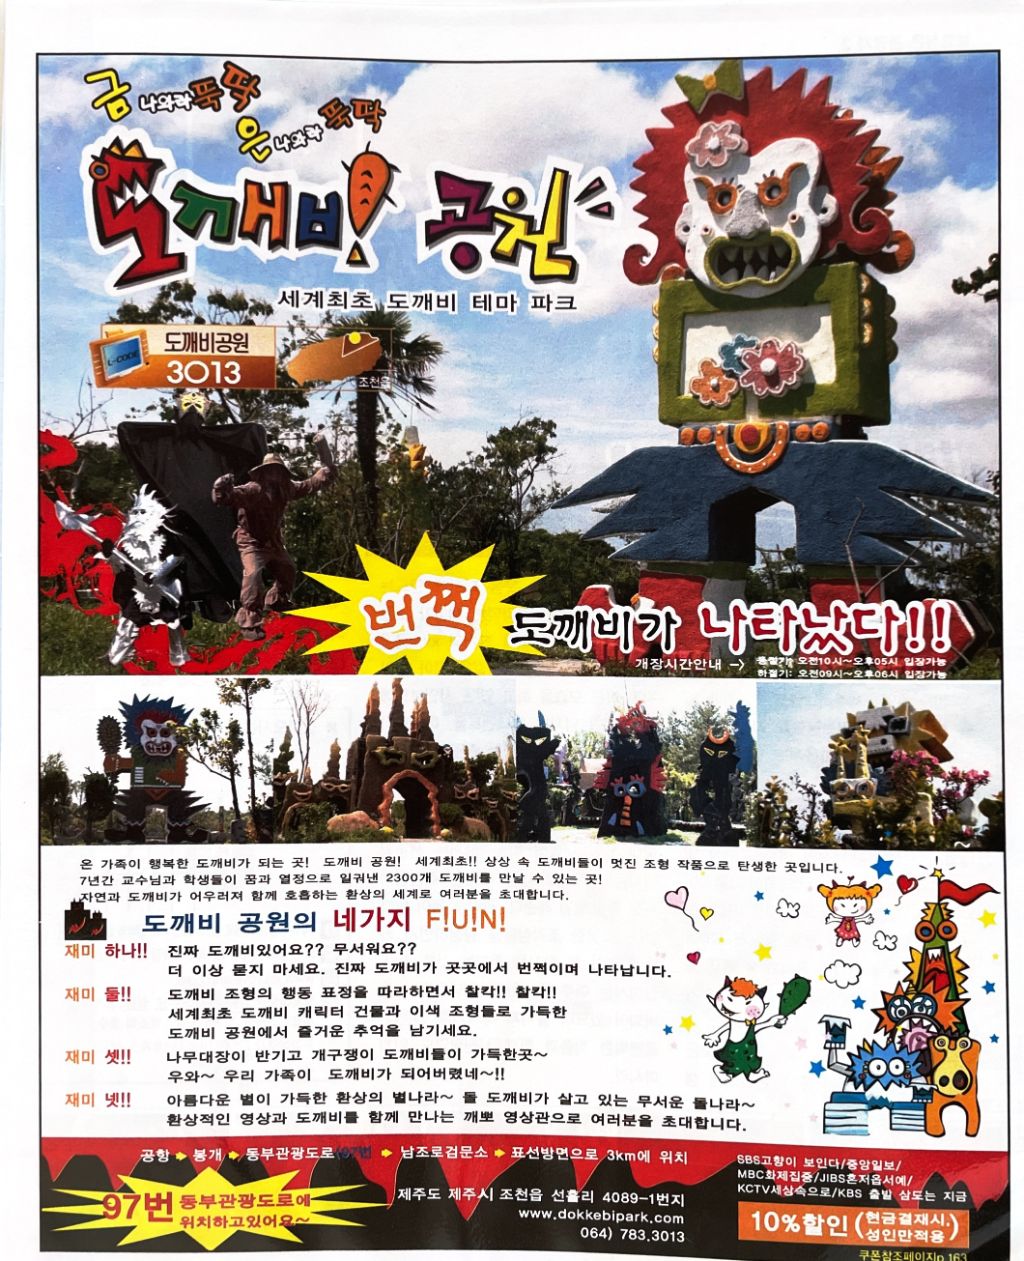 금 나와라 뚝딱
은 나와라 뚝딱
도깨비! 공원
세계최초 도깨비 테마 파크
L-CODE
도깨비공원
3013
조천읍
번쩍 도깨비가 나타났다!!
개장시간안내 -> 동절기: 오전10시~오후05시 입장가능
하절기: 오전09시~오후06시 입장가능
온 가족이 행복한 도깨비가 되는 곳! 도깨비 공원! 세계최초!! 상상 속 도깨비들이 멋진 조형 작품으로 탄생한 곳입니다.
7년간 교수님과 학생들이 꿈과 열정으로 일궈낸 2300개 도깨비를 만날 수 있는 곳!
자연과 도깨비가 어우러져 함께 호흡하는 환상의 세계로 여러분을 초대합니다.
도깨비 공원의 네가지 F!U!N!
재미 하나!! 진짜 도깨비있어요?? 무서워요??
더 이상 묻지 마세요. 진짜 도깨비가 곳곳에서 번쩍이며 나타납니다.
재미 둘!! 도깨비 조형의 행동 표정을 따라하면서 찰칵!! 찰칵!!
세계최초 도깨비 캐릭터 건물과 이색 조형들로 가득한
도깨비 공원에서 즐거운 추억을 남기세요.
재미 셋!! 나무대장이 반기고 개구쟁이 도깨비들이 가득한곳~
우와~ 우리 가족이 도깨비가 되어버렸네~!!
재미 넷!! 아름다운 별이 가득한 환상의 별나라~ 돌 도깨비가 살고 있는 무서운 돌나라~
환상적인 영상과 도깨비를 함께 만나는 깨뽀 영상관으로 여러분을 초대합니다.
공항 봉개 동부관광도로(97번 남조로검문소 표선방면으로 3km에 위치
97번 동부관광도로에
위치하고있어요~
제주도 제주시 조천읍 선흘리 4089-1번지
www.dokkebipark.com
064) 783.3013
SBS고향이 보인다/중앙일보/
MBC화제집중/JIBS혼저옵서예/
KCTV세상속으로/KBS 출발 삼도는 지금
10%할인 (현금결재시.
성인만적용)
쿠폰참조페이지p.163